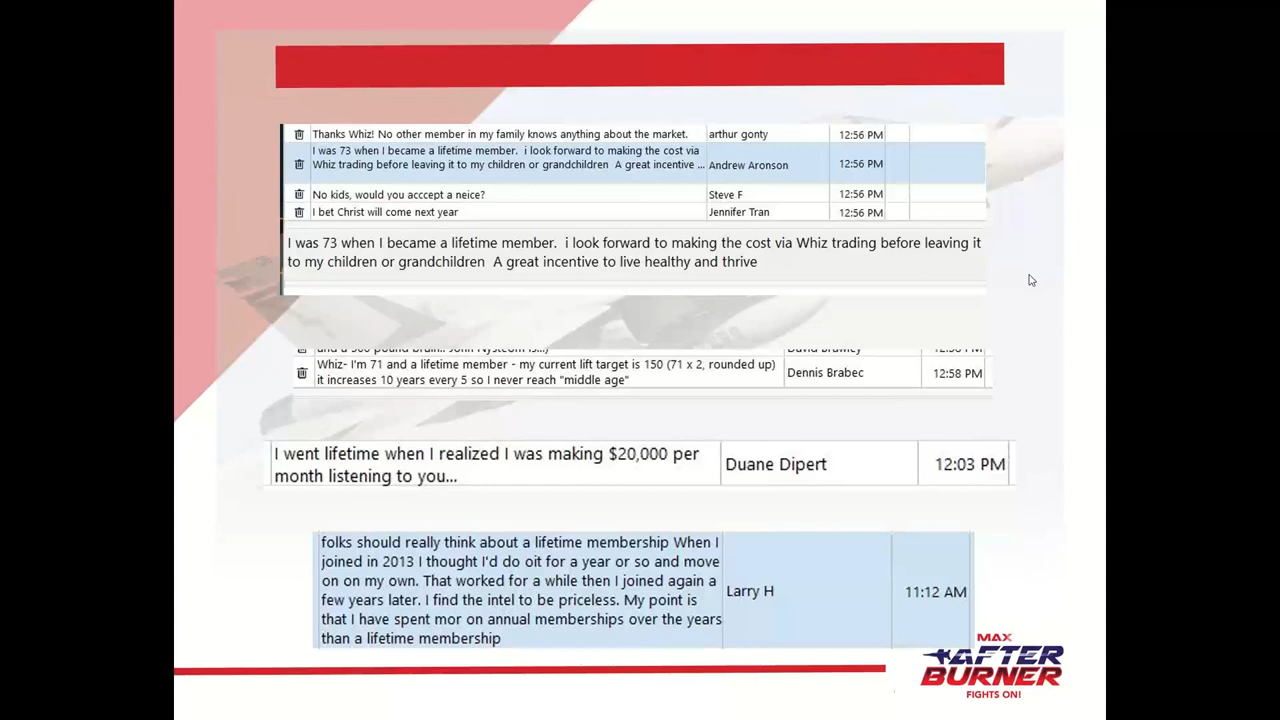 Thanks Whiz! No other member in my family knows anything about the market. arthur gonty 12:56 PM
I was 73 when I became a lifetime member. i look forward to making the cost via
Whiz trading before leaving it to my children or grandchildren A great incentive ... Andrew Aronson 12:56 PM
No kids, would you acccept a neice? Steve F 12:56 PM
I bet Christ will come next year Jennifer Tran 12:56 PM
I was 73 when I became a lifetime member. i look forward to making the cost via Whiz trading before leaving it
to my children or grandchildren A great incentive to live healthy and thrive
Whiz- I'm 71 and a lifetime member - my current lift target is 150 (71 x 2, rounded up)
it increases 10 years every 5 so I never reach "middle age" Dennis Brabec 12:58 PM
I went lifetime when I realized I was making $20,000 per
month listening to you... Duane Dipert 12:03 PM
folks should really think about a lifetime membership When I
joined in 2013 I thought I'd do oit for a year or so and move
on on my own. That worked for a while then I joined again a
few years later. I find the intel to be priceless. My point is
that I have spent mor on annual memberships over the years
than a lifetime membership
Larry H 11:12 AM
MAX
AFTER
BURNER
FIGHTS ON!